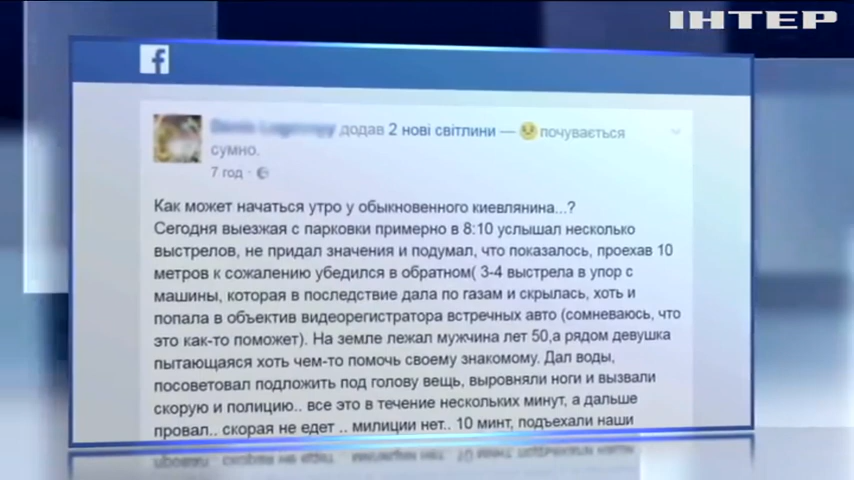 ІНТЕР
f
додав 2 нові світлини — почувається
сумно.
7 год ·
Как может начаться утро у обыкновенного киевлянина...?
Сегодня выезжая с парковки примерно в 8:10 услышал несколько
выстрелов, не придал значения и подумал, что показалось, проехав 10
метров к сожалению убедился в обратном( 3-4 выстрела в упор с
машины, которая в последствие дала по газам и скрылась, хоть и
попала в объектив видеорегистратора встречных авто (сомневаюсь, что
это как-то поможет). На земле лежал мужчина лет 50,а рядом девушка
пытающаяся хоть чем-то помочь своему знакомому. Дал воды,
посоветовал подложить под голову вещь, выровняли ноги и вызвали
скорую и полицию.. все это в течение нескольких минут, а дальше
провал.. скорая не едет .. милиции нет.. 10 минт, подъехали наши